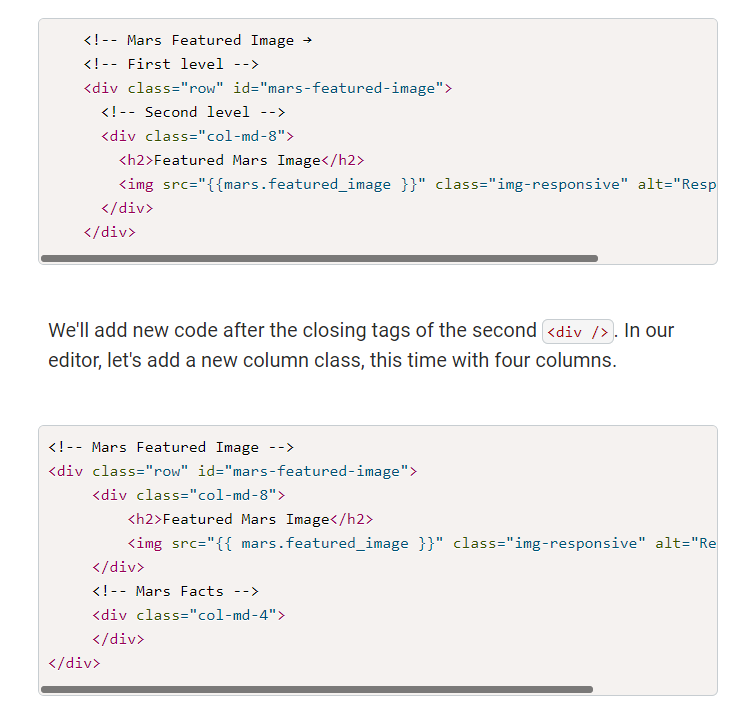 <!-- Mars Featured Image →
<!-- First level -->
<div class="row" id="mars-featured-image">
<!-- Second level -->
<div class="col-md-8">
<h2>Featured Mars Image</h2>
<img src="{{mars.featured_image }}" class="img-responsive" alt="Resp
</div>
</div>
We'll add new code after the closing tags of the second <div />. In our
editor, let's add a new column class, this time with four columns.
<!-- Mars Featured Image -->
<div class="row" id="mars-featured-image">
<div class="col-md-8">
<h2>Featured Mars Image</h2>
<img src="{{ mars.featured_image }}" class="img-responsive" alt="Re
</div>
<!-- Mars Facts -->
<div class="col-md-4">
</div>
</div>